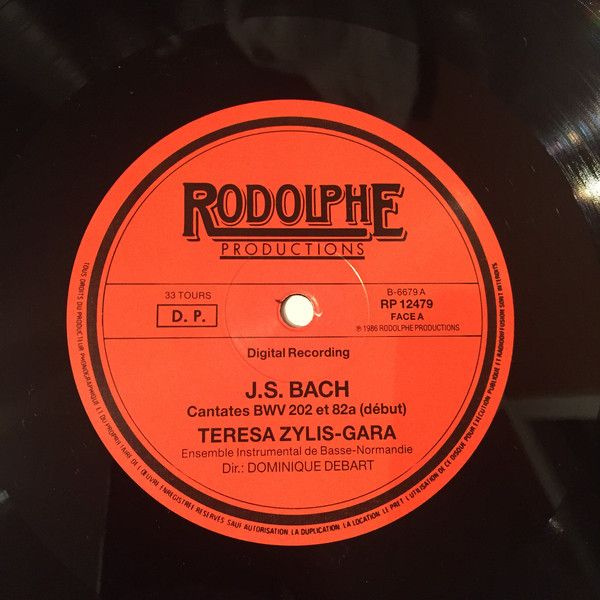 RODOLPHE
PRODUCTIONS
33 TOURS
D. P.
B-6679 A
RP 12479
FACE A
℗ 1986 RODOLPHE PRODUCTIONS
Digital Recording
J.S. BACH
Cantates BWV 202 et 82a (début)
TERESA ZYLIS-GARA
Ensemble Instrumental de Basse-Normandie
Dir.: DOMINIQUE DEBART
TOUS DROITS DU PRODUCTEUR PHONOGRAPHIQUE ET DU PROPRIETAIRE DE L'ŒUVRE ENREGISTREE RESERVES SAUF AUTORISATION LA DUPLICATION LA LOCATION LE PRET L'UTILISATION DE CE DISQUE POUR EXECUTION PUBLIQUE ET RADIODIFFUSION SONT INTERDITS